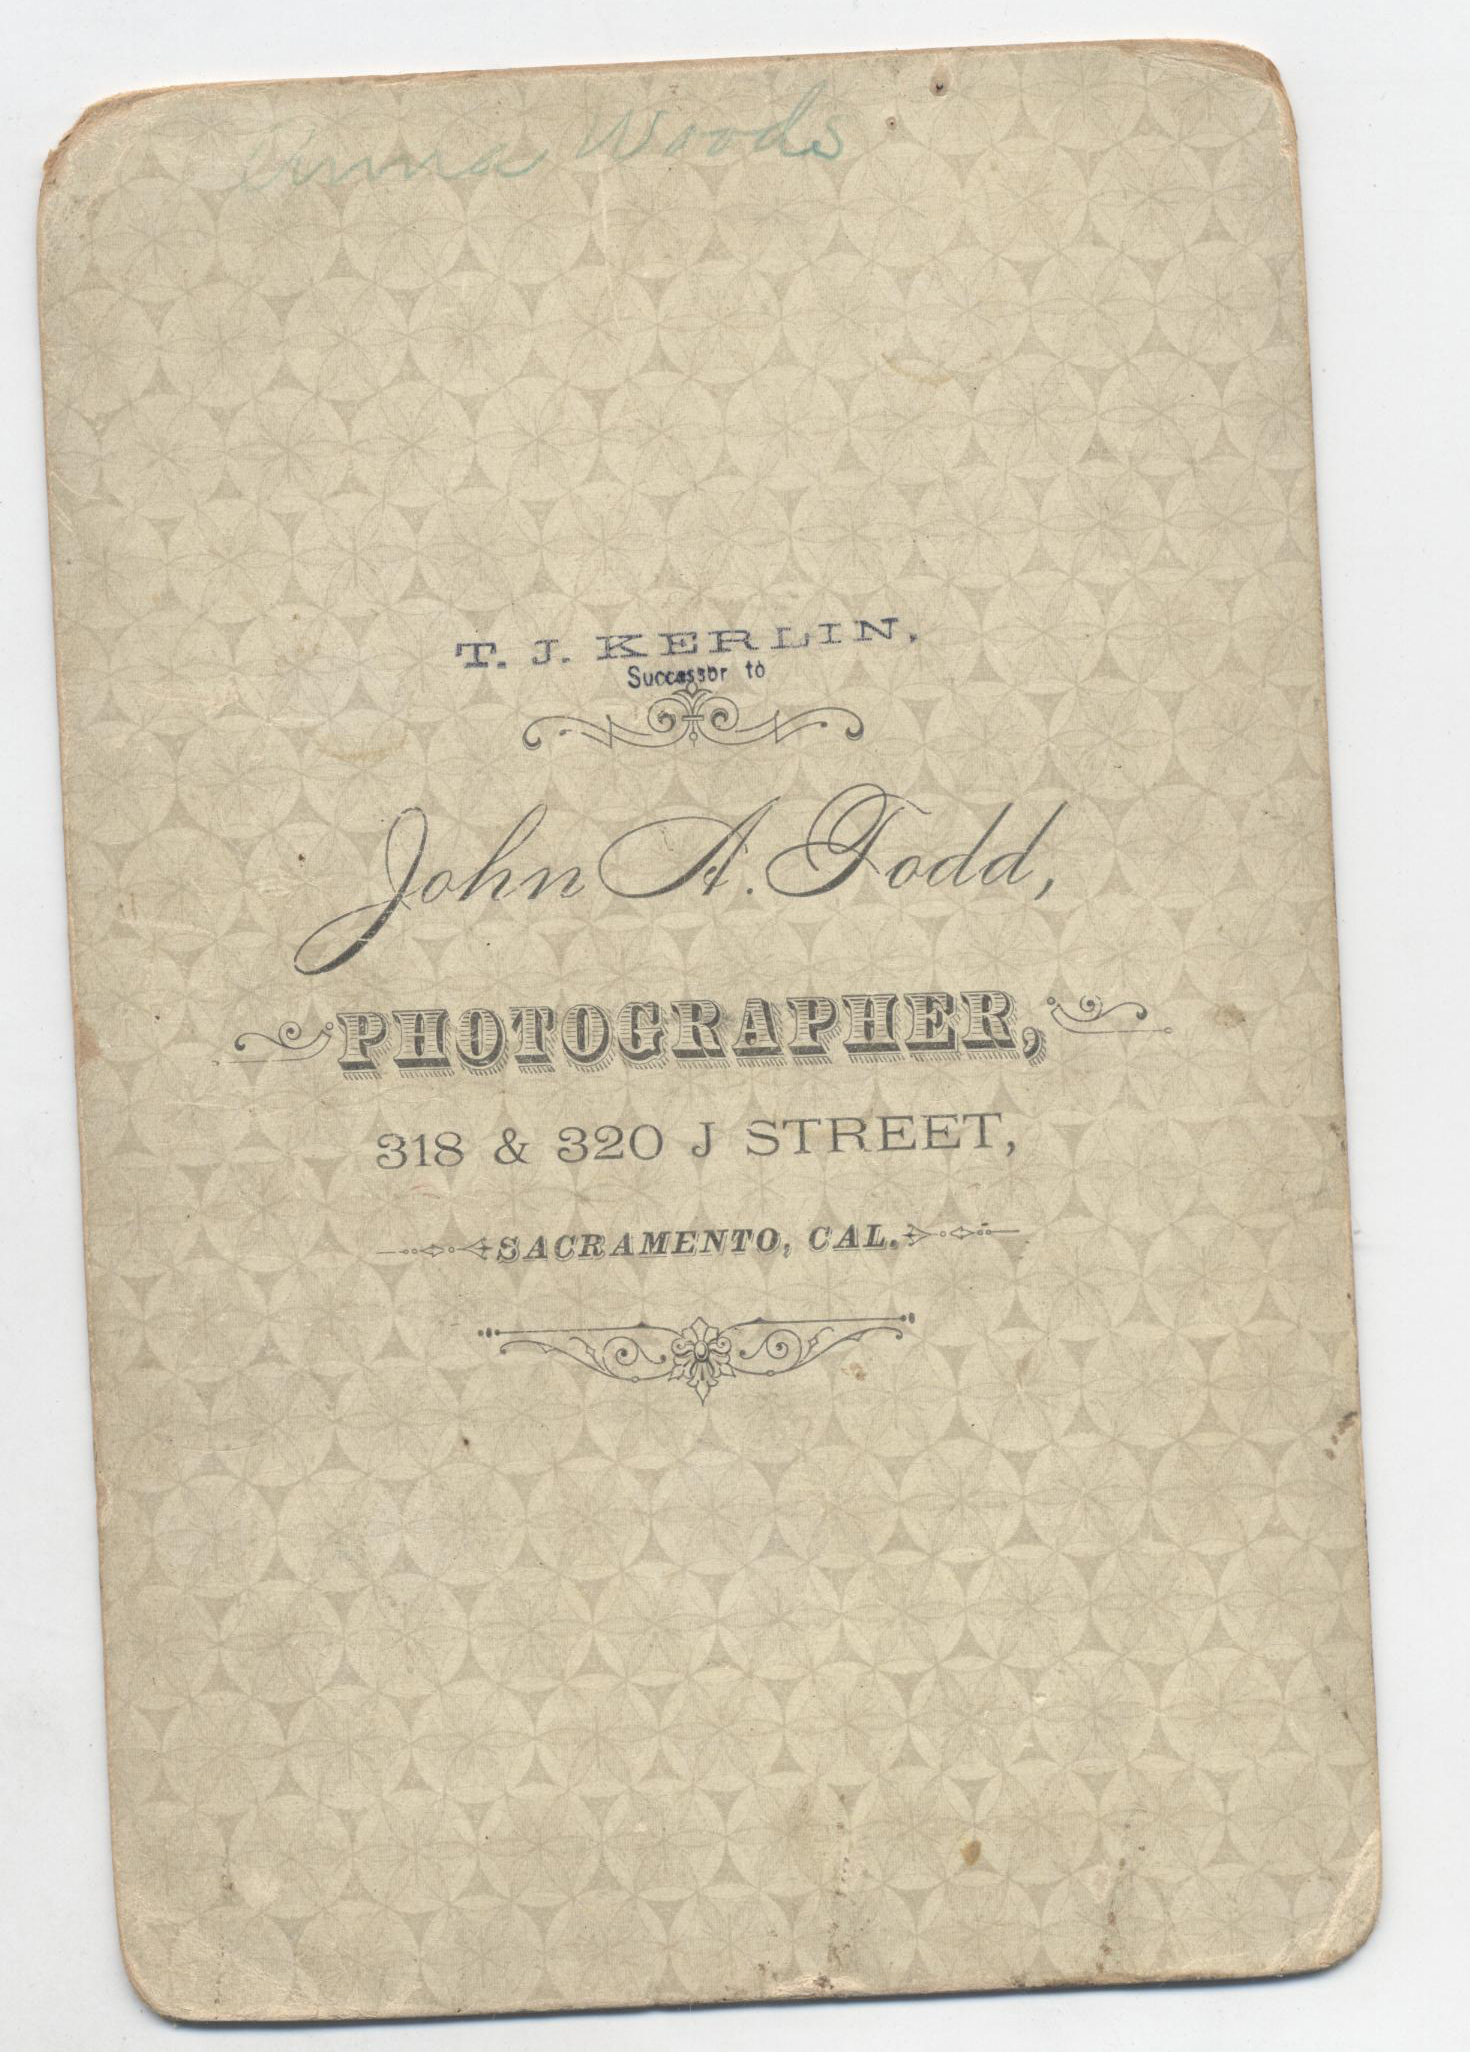 Anna Woods
T. J. KERLIN,
Successor to
John A. Todd,
PHOTOGRAPHER,
318 & 320 J STREET,
SACRAMENTO, CAL.